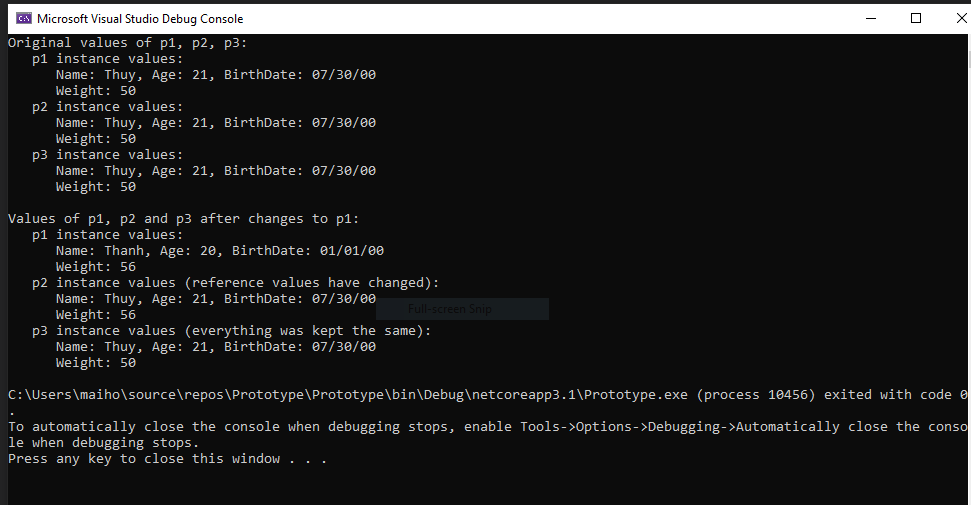 Microsoft Visual Studio Debug Console
Original values of p1, p2, p3:
   p1 instance values:
      Name: Thuy, Age: 21, BirthDate: 07/30/00
      Weight: 50
   p2 instance values:
      Name: Thuy, Age: 21, BirthDate: 07/30/00
      Weight: 50
   p3 instance values:
      Name: Thuy, Age: 21, BirthDate: 07/30/00
      Weight: 50
Values of p1, p2 and p3 after changes to p1:
   p1 instance values:
      Name: Thanh, Age: 20, BirthDate: 01/01/00
      Weight: 56
   p2 instance values (reference values have changed):
      Name: Thuy, Age: 21, BirthDate: 07/30/00
Full-screen Snip
      Weight: 56
   p3 instance values (everything was kept the same):
      Name: Thuy, Age: 21, BirthDate: 07/30/00
      Weight: 50
C:\Users\maiho\source\repos\Prototype\Prototype\bin\Debug\netcoreapp3.1\Prototype.exe (process 10456) exited with code 0
.
To automatically close the console when debugging stops, enable Tools->Options->Debugging->Automatically close the conso
le when debugging stops.
Press any key to close this window . . .